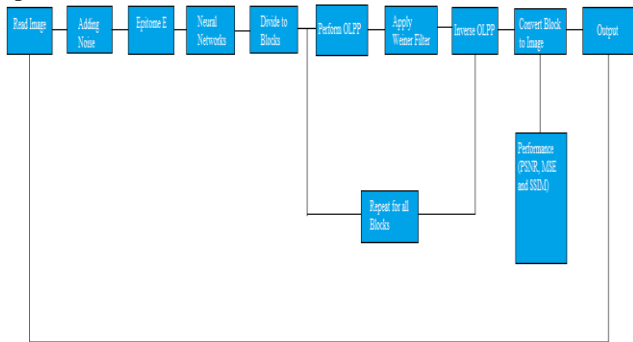 Read Image
Adding
Noise
Epitome E
Neural
Networks
Divide to
Blocks
Perform OLPP
Apply
Weiner Filter
Inverse OLPP
Convert Block
to Image
Output
Performance
(PSNR, MSE
and SSIM)
Repeat for all
Blocks